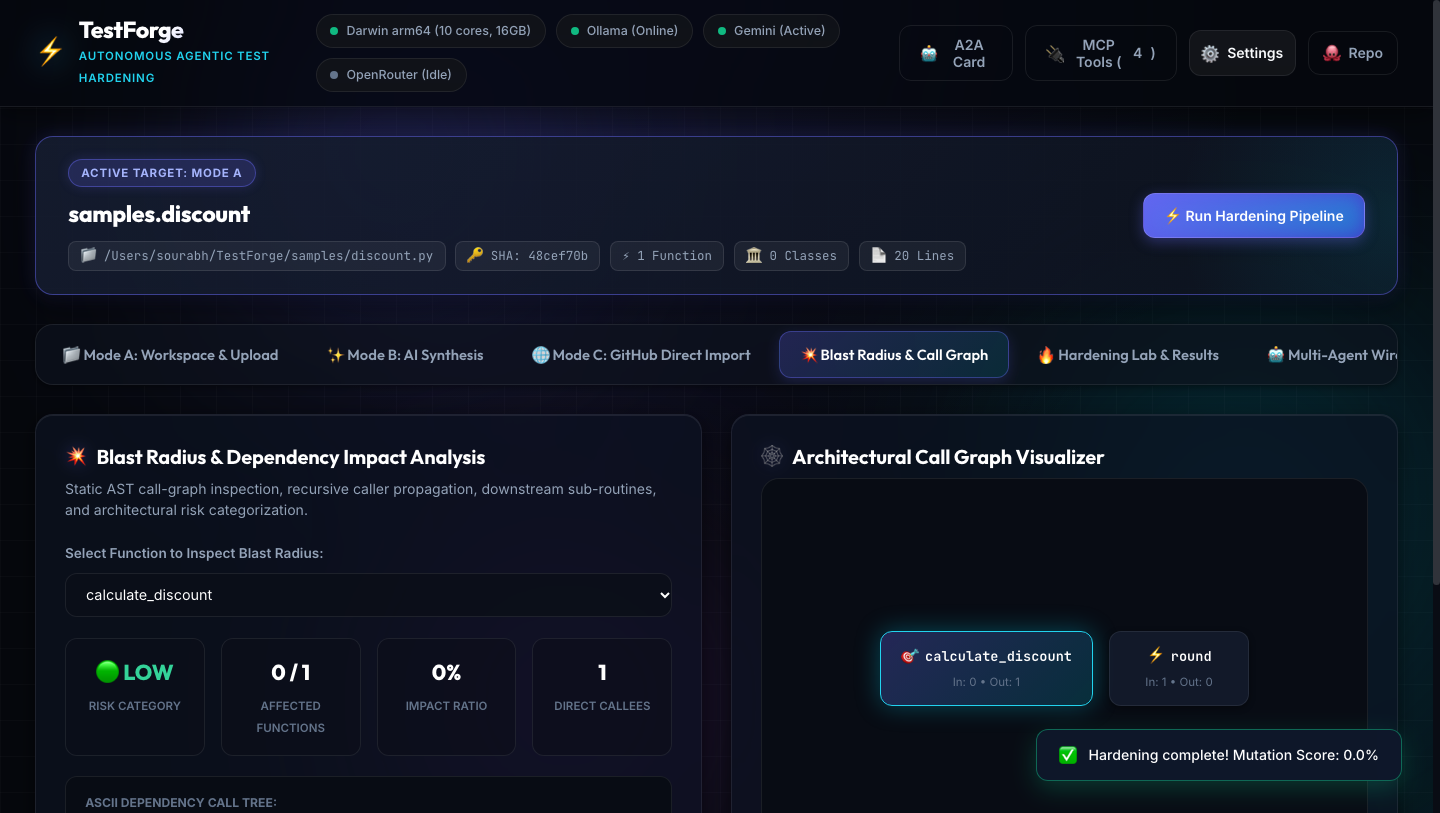 TestForge
AUTONOMOUS AGENTIC TEST
HARDENING
Darwin arm64 (10 cores, 16GB)
Ollama (Online)
Gemini (Active)
OpenRouter (Idle)
A2A
Card
MCP
Tools ( 4 )
Settings
Repo
ACTIVE TARGET: MODE A
samples.discount
/Users/sourabh/TestForge/samples/discount.py
SHA: 48cef70b
1 Function
0 Classes
20 Lines
Run Hardening Pipeline
Mode A: Workspace & Upload
Mode B: AI Synthesis
Mode C: GitHub Direct Import
Blast Radius & Call Graph
Hardening Lab & Results
Multi-Agent Wir
Blast Radius & Dependency Impact Analysis
Static AST call-graph inspection, recursive caller propagation, downstream sub-routines,
and architectural risk categorization.
Select Function to Inspect Blast Radius:
calculate_discount
LOW
RISK CATEGORY
0 / 1
AFFECTED
FUNCTIONS
0%
IMPACT RATIO
1
DIRECT CALLEES
ASCII DEPENDENCY CALL TREE:
Architectural Call Graph Visualizer
calculate_discount
In: 0 • Out: 1
round
In: 1 • Out: 0
Hardening complete! Mutation Score: 0.0%